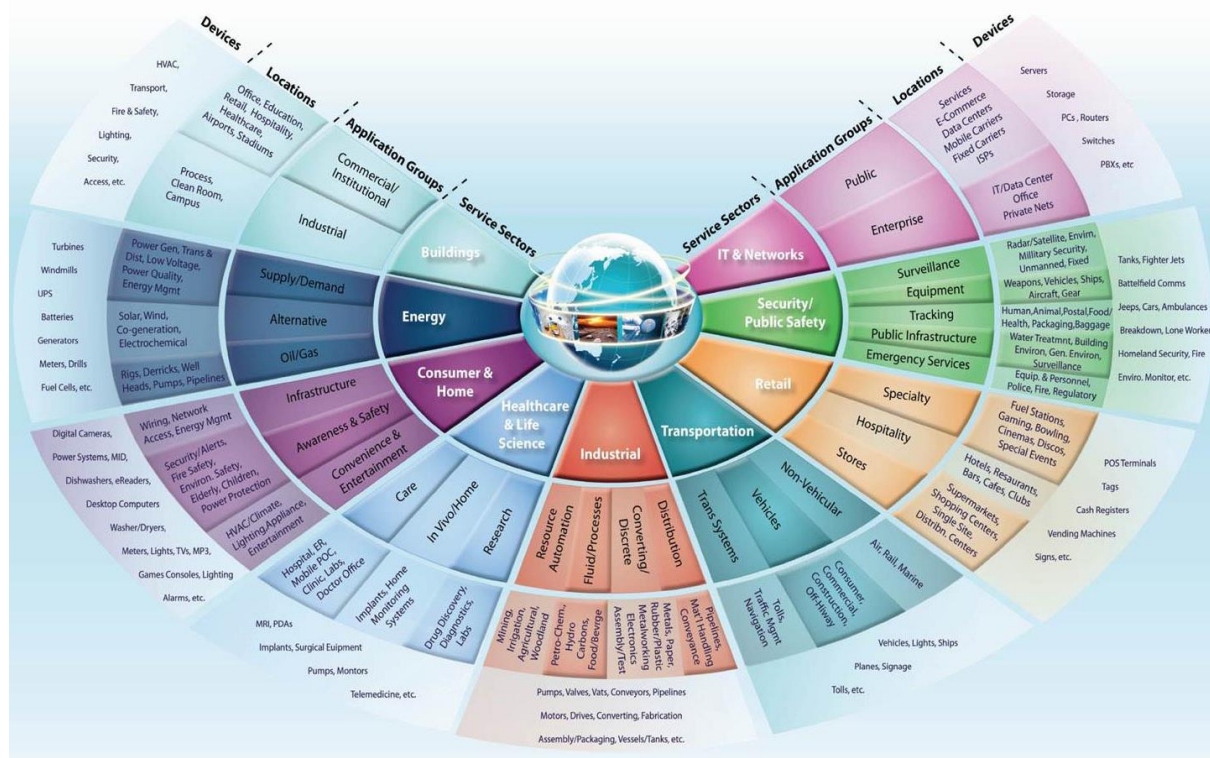 Devices
Locations
Application Groups
Service Sectors
HVAC,
Transport,
Fire & Safety,
Lighting,
Security,
Access, etc.
Office, Education,
Retail, Hospitality,
Healthcare,
Airports, Stadiums
Process,
Clean Room,
Campus
Commercial/
Institutional
Industrial
Buildings
Turbines
Windmills
UPS
Batteries
Generators
Meters, Drills
Fuel Cells, etc.
Power Gen, Trans &
Dist, Low Voltage,
Power Quality,
Energy Mgmt
Solar, Wind,
Co-generation,
Electrochemical
Rigs, Derricks, Well
Heads, Pumps, Pipelines
Supply/Demand
Alternative
Oil/Gas
Energy
Digital Cameras,
Power Systems, MID,
Dishwashers, eReaders,
Desktop Computers
Washer/Dryers,
Meters, Lights, TVs, MP3,
Games Consoles, Lighting
Alarms, etc.
Wiring, Network
Access, Energy Mgmt
Security/Alerts,
Fire Safety,
Environ. Safety,
Elderly, Children,
Power Protection
HVAC/Climate,
Lighting/Appliance,
Entertainment
Infrastructure
Awareness & Safety
Convenience &
Entertainment
Consumer &
Home
MRI, PDAs
Implants, Surgical Euipment
Pumps, Montors
Telemedicine, etc.
Hospital, ER,
Mobile POC,
Clinic, Labs,
Doctor Office
Implants, Home
Monitoring
Systems
Drug Discovery,
Diagnostics,
Labs
Care
In Vivo/Home
Research
Healthcare
& Life
Science
Industrial
Resource
Automation
Fluid/Processes
Converting/
Discrete
Distribution
Mining,
Irrigation,
Agricultural,
Woodland
Petro-Chem.,
Hydro
Carbons,
Food/Bevrge
Metals, Paper,
Rubber/Plastic
Metalworking
Electronics
Assembly/Test
Pipelines,
Mat'l Handling
Conveyance
Pumps, Valves, Vats, Conveyors, Pipelines
Motors, Drives, Converting, Fabrication
Assembly/Packaging, Vessels/Tanks, etc.
Transportation
Trans Systems
Vehicles
Non-Vehicular
Tolls,
Traffic Mgmt
Navigation
Consumer,
Commercial,
Construction,
Off-Hiway
Air, Rail, Marine
Vehicles, Lights, Ships
Planes, Signage
Tolls, etc.
Retail
Specialty
Hospitality
Stores
Fuel Stations,
Gaming, Bowling,
Cinemas, Discos,
Special Events
Hotels, Resaurants,
Bars, Cafes, Clubs
Supermarkets,
Shopping Centers,
Single Site,
Distribn, Centers
POS Terminals
Tags
Cash Registers
Vending Machines
Signs, etc.
Security/
Public Safety
Surveillance
Equipment
Tracking
Public Infrastructure
Emergency Services
Radar/Satellite, Envirn,
Millitary Security,
Unmanned, Fixed
Weapons, Vehicles, Ships,
Aircraft, Gear
Human,Animal,Postal,Food/
Health, Packaging,Baggage
Water Treatmnt, Building
Environ, Gen. Environ,
Surveillance
Equip, & Personnel,
Police, Fire, Regulatory
Tanks, Fighter Jets
Battelfield Comms
Jeeps, Cars, Ambulances
Breakdown, Lone Worker
Homeland Security, Fire
Enviro. Monitor, etc.
IT & Networks
Public
Enterprise
Services
E-Commerce
Data Centers
Mobile Carriers
Fixed Carriers
ISPs
IT/Data Center
Office
Private Nets
Servers
Storage
PCs , Routers
Switches
PBXs, etc
Service Sectors
Application Groups
Locations
Devices